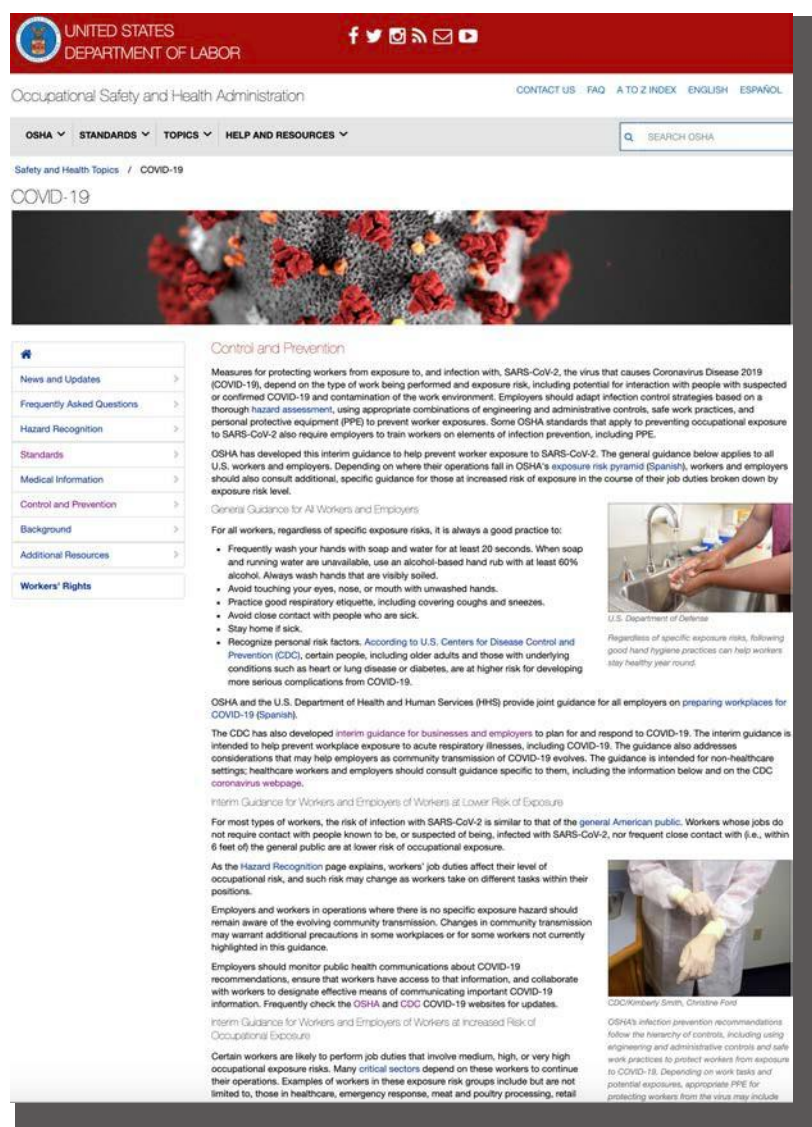 UNITED STATES
DEPARTMENT OF LABOR
Occupational Safety and Health Administration
CONTACT US FAQ A TO Z INDEX ENGLISH ESPAÑOL
OSHA STANDARDS TOPICS HELP AND RESOURCES
SEARCH OSHA
Safety and Health Topics / COVID-19
COVID-19
News and Updates
Frequently Asked Questions
Hazard Recognition
Standards
Medical Information
Control and Prevention
Background
Additional Resources
Workers' Rights
Control and Prevention
Measures for protecting workers from exposure to, and infection with, SARS-CoV-2, the virus that causes Coronavirus Disease 2019
(COVID-19), depend on the type of work being performed and exposure risk, including potential for interaction with people with suspected
or confirmed COVID-19 and contamination of the work environment. Employers should adapt infection control strategies based on a
thorough hazard assessment, using appropriate combinations of engineering and administrative controls, safe work practices, and
personal protective equipment (PPE) to prevent worker exposures. Some OSHA standards that apply to preventing occupational exposure
to SARS-CoV-2 also require employers to train workers on elements of infection prevention, including PPE.
OSHA has developed this interim guidance to help prevent worker exposure to SARS-CoV-2. The general guidance below applies to all
U.S. workers and employers. Depending on where their operations fall in OSHA's exposure risk pyramid (Spanish), workers and employers
should also consult additional, specific guidance for those at increased risk of exposure in the course of their job duties broken down by
exposure risk level.
General Guidance for All Workers and Employers
For all workers, regardless of specific exposure risks, it is always a good practice to:
• Frequently wash your hands with soap and water for at least 20 seconds. When soap
and running water are unavailable, use an alcohol-based hand rub with at least 60%
alcohol. Always wash hands that are visibly soiled.
• Avoid touching your eyes, nose, or mouth with unwashed hands.
• Practice good respiratory etiquette, including covering coughs and sneezes.
• Avoid close contact with people who are sick.
• Stay home if sick.
• Recognize personal risk factors. According to U.S. Centers for Disease Control and
Prevention (CDC), certain people, including older adults and those with underlying
conditions such as heart or lung disease or diabetes, are at higher risk for developing
more serious complications from COVID-19.
U.S. Department of Defense
Regardless of specific exposure risks, following
good hand hygiene practices can help workers
stay healthy year round.
OSHA and the U.S. Department of Health and Human Services (HHS) provide joint guidance for all employers on preparing workplaces for
COVID-19 (Spanish).
The CDC has also developed interim guidance for businesses and employers to plan for and respond to COVID-19. The interim guidance is
intended to help prevent workplace exposure to acute respiratory illnesses, including COVID-19. The guidance also addresses
considerations that may help employers as community transmission of COVID-19 evolves. The guidance is intended for non-healthcare
settings; healthcare workers and employers should consult guidance specific to them, including the information below and on the CDC
coronavirus webpage.
Interim Guidance for Workers and Employers of Workers at Lower Risk of Exposure
For most types of workers, the risk of infection with SARS-CoV-2 is similar to that of the general American public. Workers whose jobs do
not require contact with people known to be, or suspected of being, infected with SARS-CoV-2, nor frequent close contact with (i.e., within
6 feet of) the general public are at lower risk of occupational exposure.
As the Hazard Recognition page explains, workers' job duties affect their level of
occupational risk, and such risk may change as workers take on different tasks within their
positions.
Employers and workers in operations where there is no specific exposure hazard should
remain aware of the evolving community transmission. Changes in community transmission
may warrant additional precautions in some workplaces or for some workers not currently
highlighted in this guidance.
Employers should monitor public health communications about COVID-19
recommendations, ensure that workers have access to that information, and collaborate
with workers to designate effective means of communicating important COVID-19
information. Frequently check the OSHA and CDC COVID-19 websites for updates.
CDC/Kimberly Smith, Christine Ford
OSHA's infection prevention recommendations
follow the hierarchy of controls, including using
engineering and administrative controls and safe
work practices to protect workers from exposure
to COVID-19. Depending on work tasks and
potential exposures, appropriate PPE for
protecting workers from the virus may include
Interim Guidance for Workers and Employers of Workers at Increased Risk of
Occupational Exposure
Certain workers are likely to perform job duties that involve medium, high, or very high
occupational exposure risks. Many critical sectors depend on these workers to continue
their operations. Examples of workers in these exposure risk groups include but are not
limited to, those in healthcare, emergency response, meat and poultry processing, retail